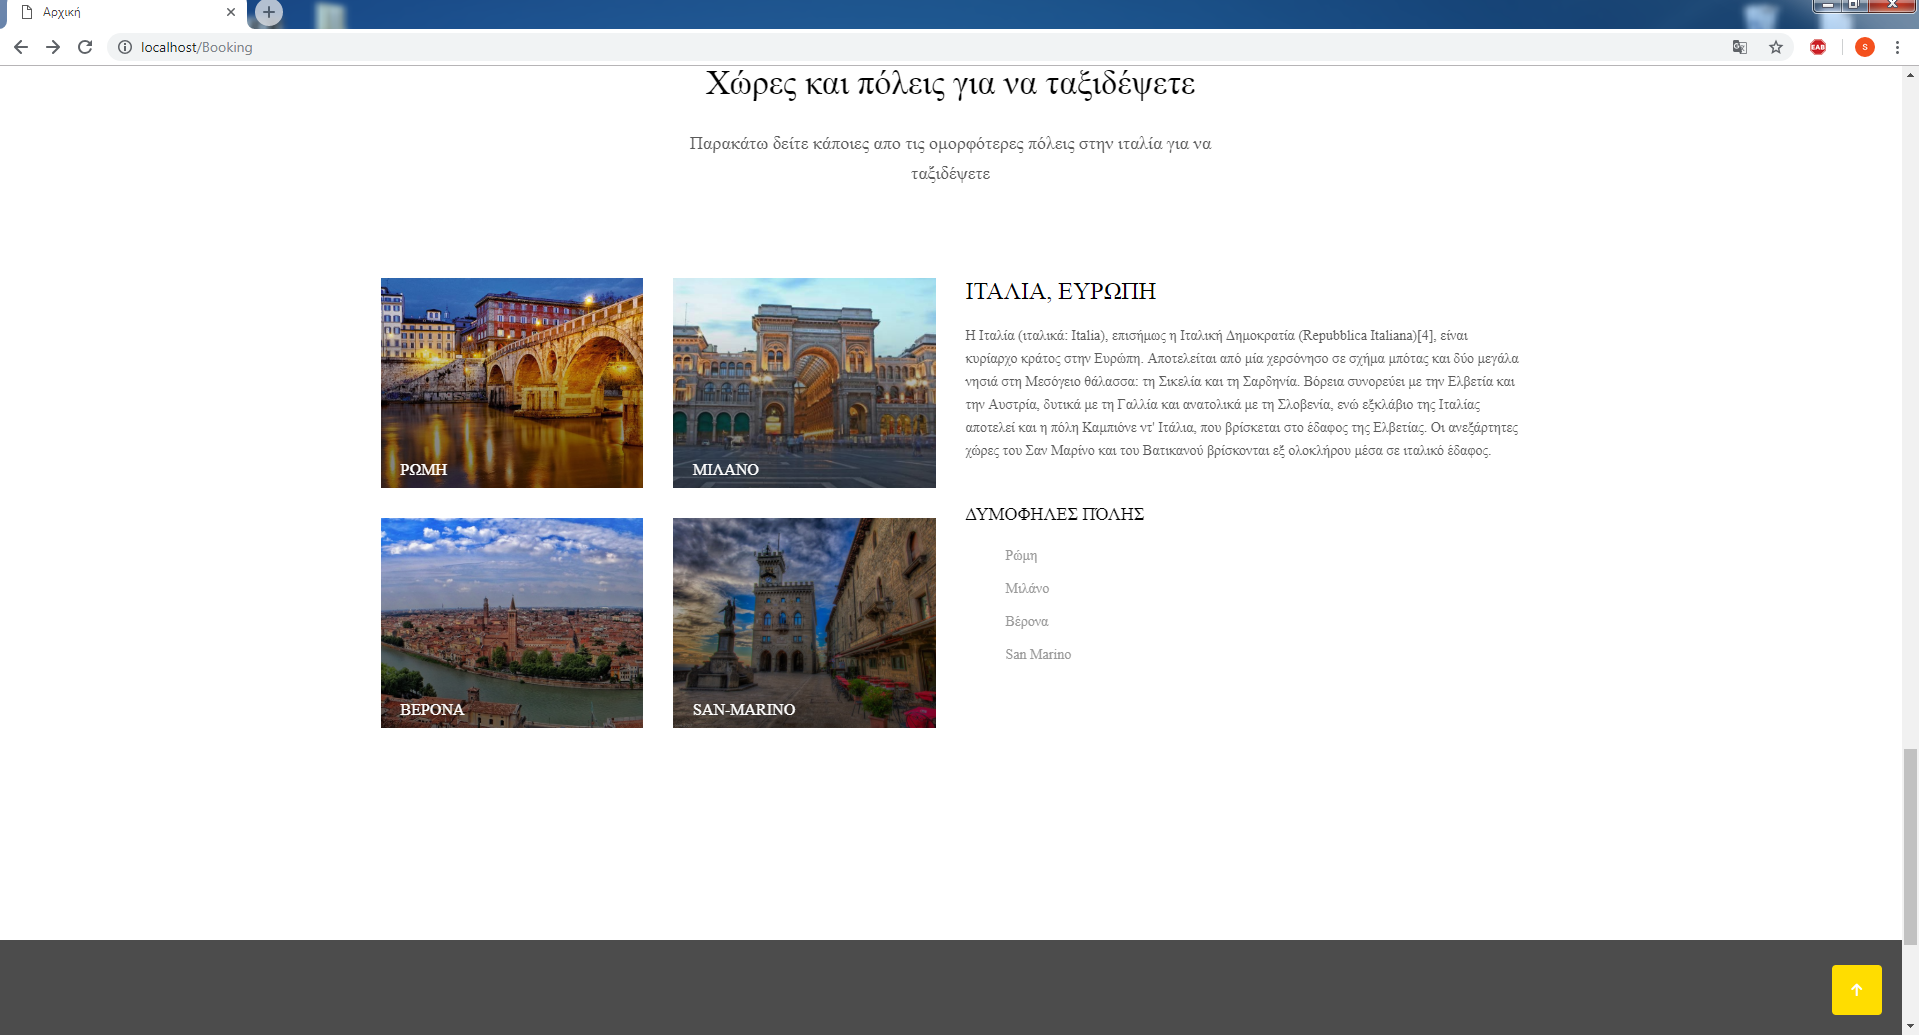 Αρχική
localhost/Booking
EAB
S
Χώρες και πόλεις για να ταξιδέψετε
Παρακάτω δείτε κάποιες απο τις ομορφότερες πόλεις στην ιταλία για να
ταξιδέψετε
ΡΩΜΗ
ΜΙΛΑΝΟ
ΒΕΡΟΝΑ
SAN-MARINO
ΙΤΑΛΙΑ, ΕΥΡΩΠΗ
Η Ιταλία (ιταλικά: Italia), επισήμως η Ιταλική Δημοκρατία (Repubblica Italiana)[4], είναι
κυρίαρχο κράτος στην Ευρώπη. Αποτελείται από μία χερσόνησο σε σχήμα μπότας και δύο μεγάλα
νησιά στη Μεσόγειο θάλασσα: τη Σικελία και τη Σαρδηνία. Βόρεια συνορεύει με την Ελβετία και
την Αυστρία, δυτικά με τη Γαλλία και ανατολικά με τη Σλοβενία, ενώ εξκλάβιο της Ιταλίας
αποτελεί και η πόλη Καμπιόνε ντ' Ιτάλια, που βρίσκεται στο έδαφος της Ελβετίας. Οι ανεξάρτητες
χώρες του Σαν Μαρίνο και του Βατικανού βρίσκονται εξ ολοκλήρου μέσα σε ιταλικό έδαφος.
ΔΥΜΟΦΗΛΕΣ ΠΌΛΗΣ
Ρώμη
Μιλάνο
Βέρονα
San Marino